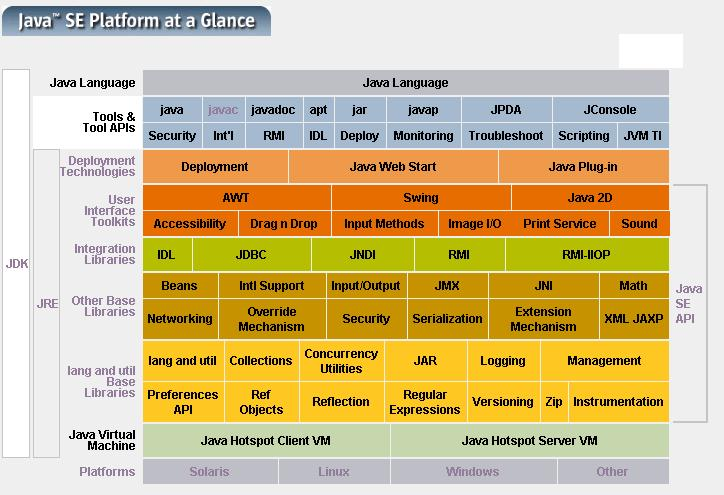 Java™ SE Platform at a Glance
Java Language
Java Language
Tools &
Tool APIs
java javac javadoc apt jar javap JPDA JConsole
Security Int'l RMI IDL Deploy Monitoring Troubleshoot Scripting JVM TI
Deployment
Technologies
Deployment Java Web Start Java Plug-in
User
Interface
Toolkits
AWT Swing Java 2D
Accessibility Drag n Drop Input Methods Image I/O Print Service Sound
Integration
Libraries
IDL JDBC JNDI RMI RMI-IIOP
JDK
JRE
Other Base
Libraries
Beans Intl Support Input/Output JMX JNI Math
Networking Override
Mechanism Security Serialization Extension
Mechanism XML JAXP
Java
SE
API
lang and util
Base
Libraries
lang and util Collections Concurrency
Utilities JAR Logging Management
Preferences
API Ref
Objects Reflection Regular
Expressions Versioning Zip Instrumentation
Java Virtual
Machine
Java Hotspot Client VM Java Hotspot Server VM
Platforms
Solaris Linux Windows Other